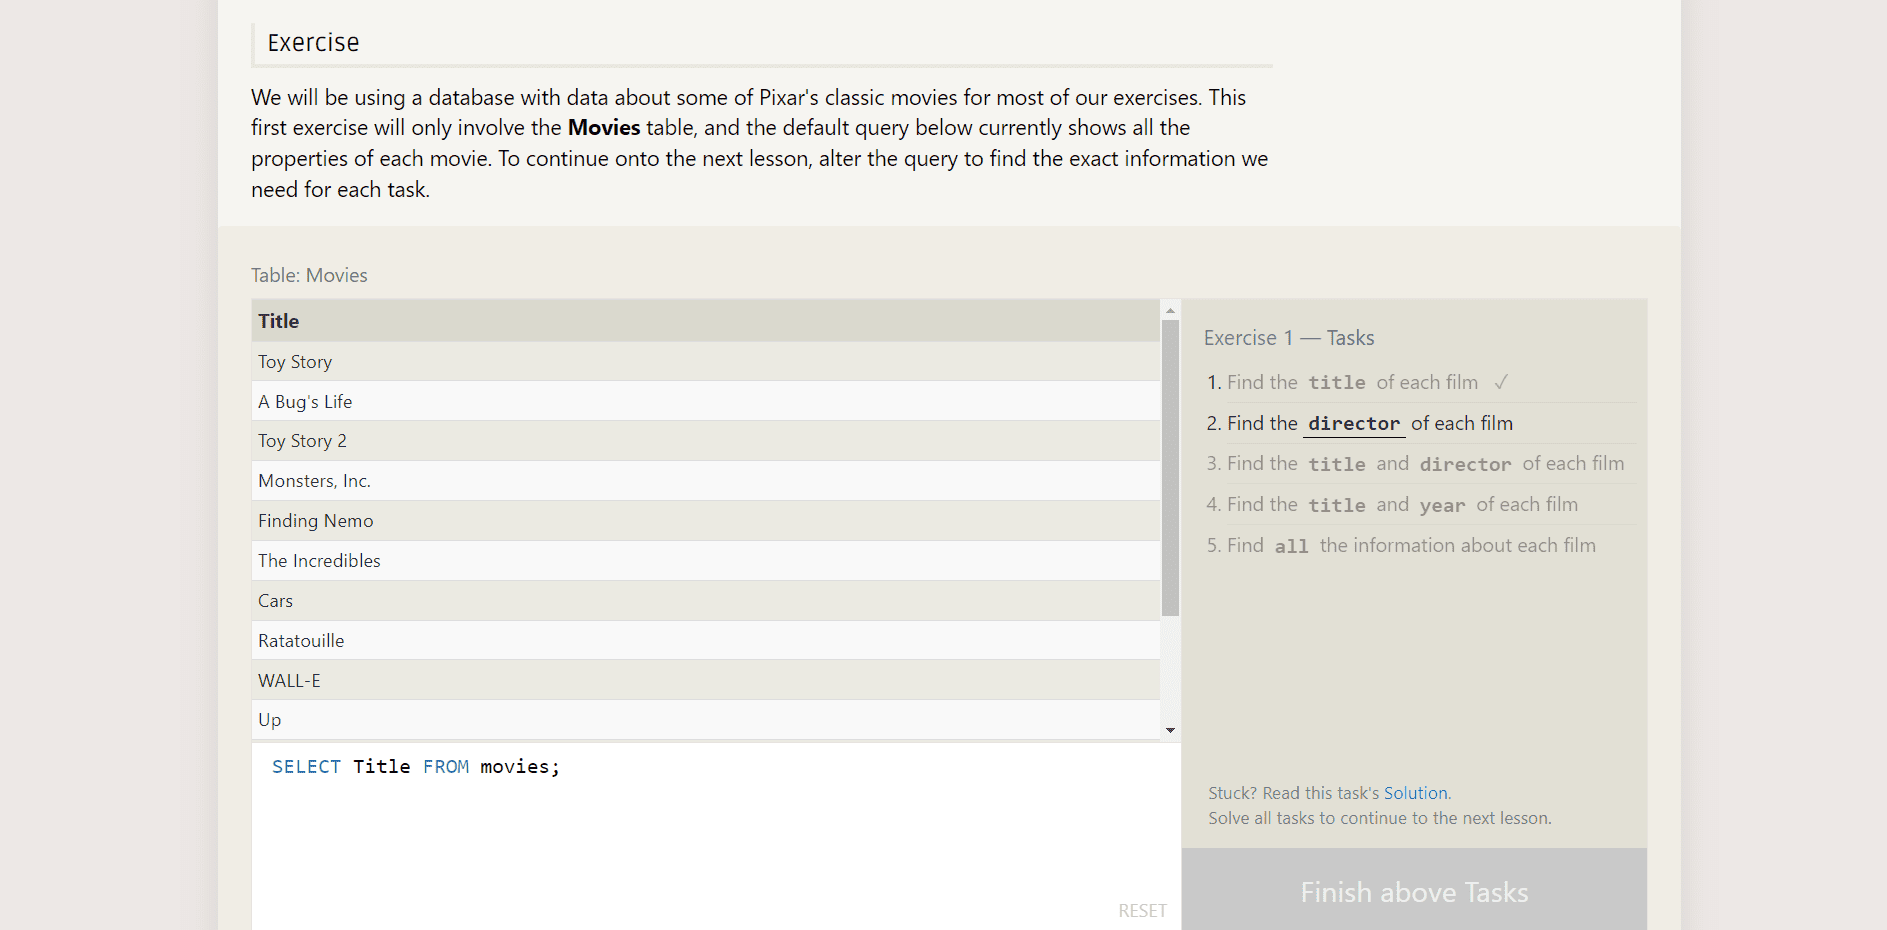 Exercise
We will be using a database with data about some of Pixar's classic movies for most of our exercises. This
first exercise will only involve the Movies table, and the default query below currently shows all the
properties of each movie. To continue onto the next lesson, alter the query to find the exact information we
need for each task.
Table: Movies
Title
Toy Story
A Bug's Life
Toy Story 2
Monsters, Inc.
Finding Nemo
The Incredibles
Cars
Ratatouille
WALL-E
Up
SELECT Title FROM movies;
RESET
Exercise 1 — Tasks
1. Find the title of each film ✓
2. Find the director of each film
3. Find the title and director of each film
4. Find the title and year of each film
5. Find all the information about each film
Stuck? Read this task's Solution.
Solve all tasks to continue to the next lesson.
Finish above Tasks